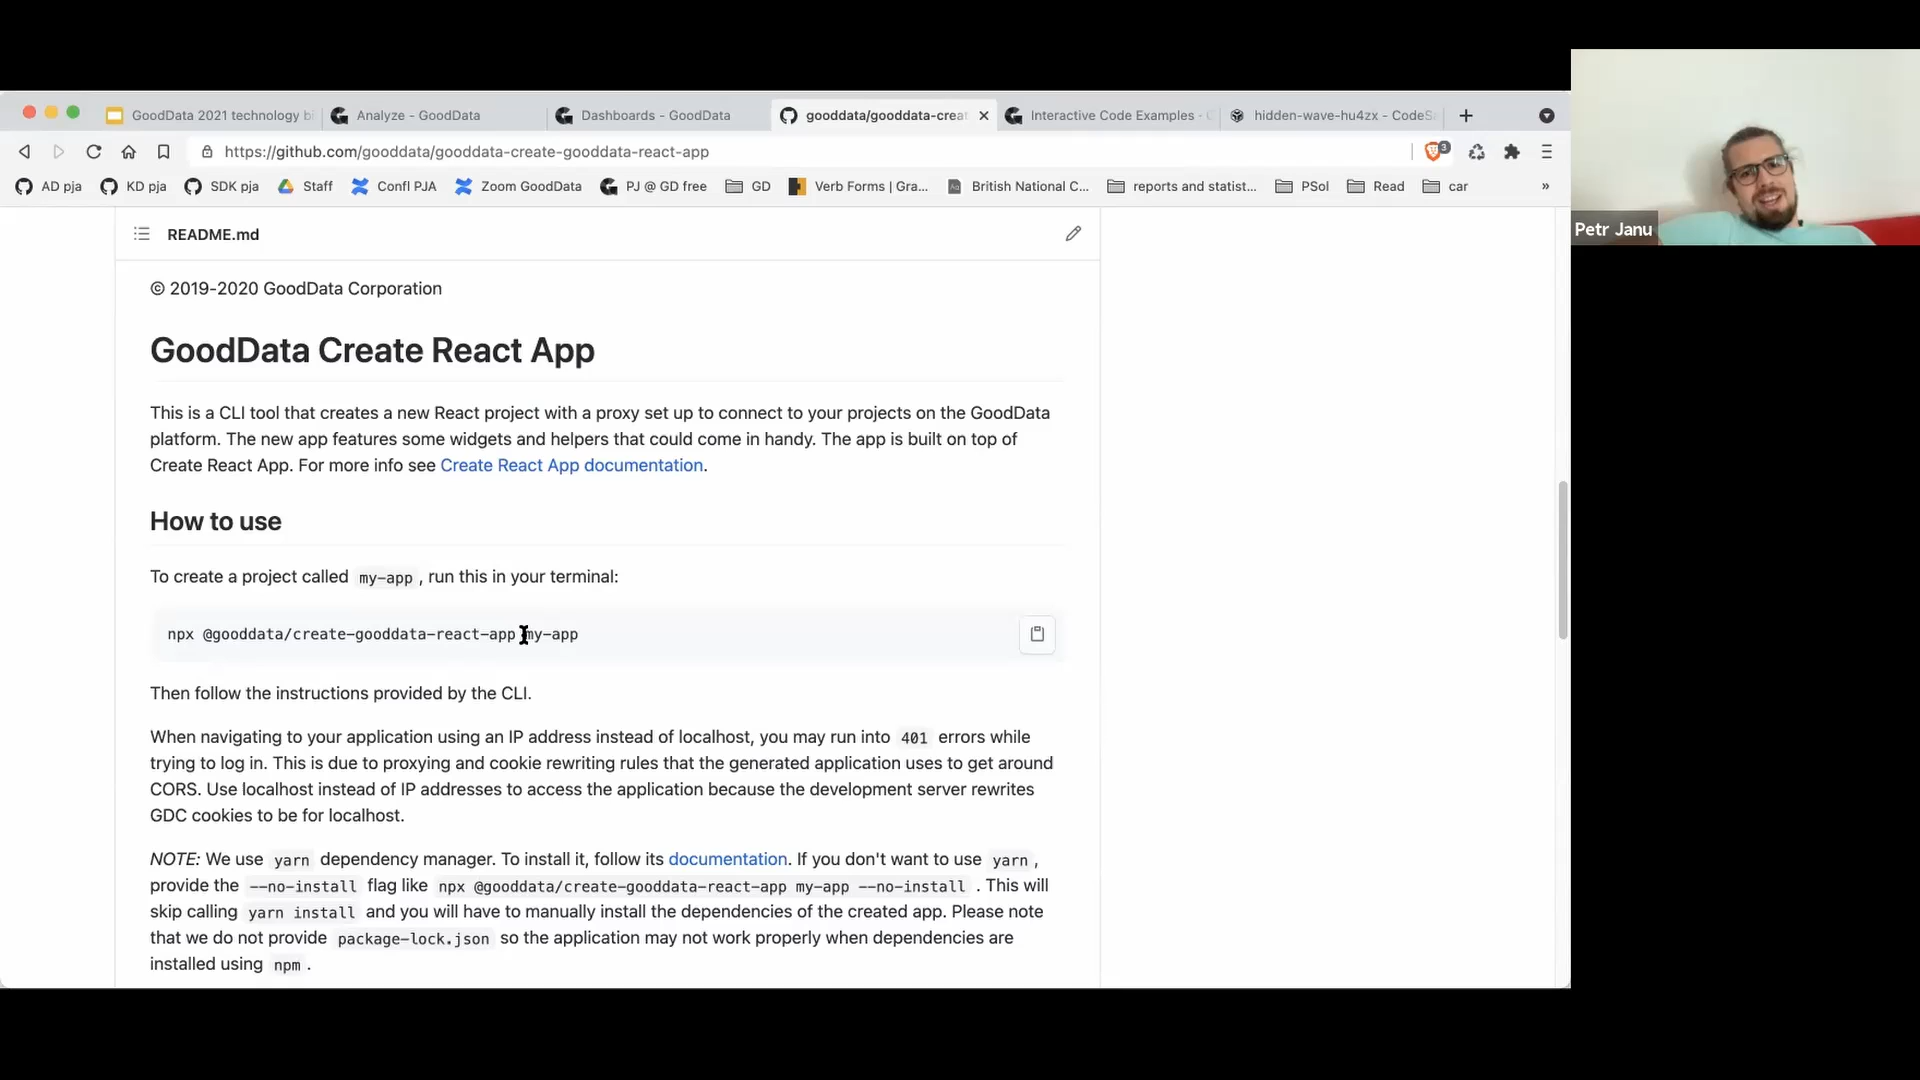 GoodData 2021 technology bi
Analyze - GoodData
Dashboards - GoodData
gooddata/gooddata-creat
Interactive Code Examples - G
hidden-wave-hu4zx - CodeSa
https://github.com/gooddata/gooddata-create-gooddata-react-app
3
AD pja
KD pja
SDK pja
Staff
Confl PJA
Zoom GoodData
PJ @ GD free
GD
Verb Forms | Gra...
British National C...
reports and statist...
PSol
Read
car
»
Petr Janu
README.md
© 2019-2020 GoodData Corporation
GoodData Create React App
This is a CLI tool that creates a new React project with a proxy set up to connect to your projects on the GoodData
platform. The new app features some widgets and helpers that could come in handy. The app is built on top of
Create React App. For more info see Create React App documentation.
How to use
To create a project called my-app, run this in your terminal:
npx @gooddata/create-gooddata-react-app my-app
Then follow the instructions provided by the CLI.
When navigating to your application using an IP address instead of localhost, you may run into 401 errors while
trying to log in. This is due to proxying and cookie rewriting rules that the generated application uses to get around
CORS. Use localhost instead of IP addresses to access the application because the development server rewrites
GDC cookies to be for localhost.
NOTE: We use yarn dependency manager. To install it, follow its documentation. If you don't want to use yarn,
provide the --no-install flag like npx @gooddata/create-gooddata-react-app my-app --no-install. This will
skip calling yarn install and you will have to manually install the dependencies of the created app. Please note
that we do not provide package-lock.json so the application may not work properly when dependencies are
installed using npm.